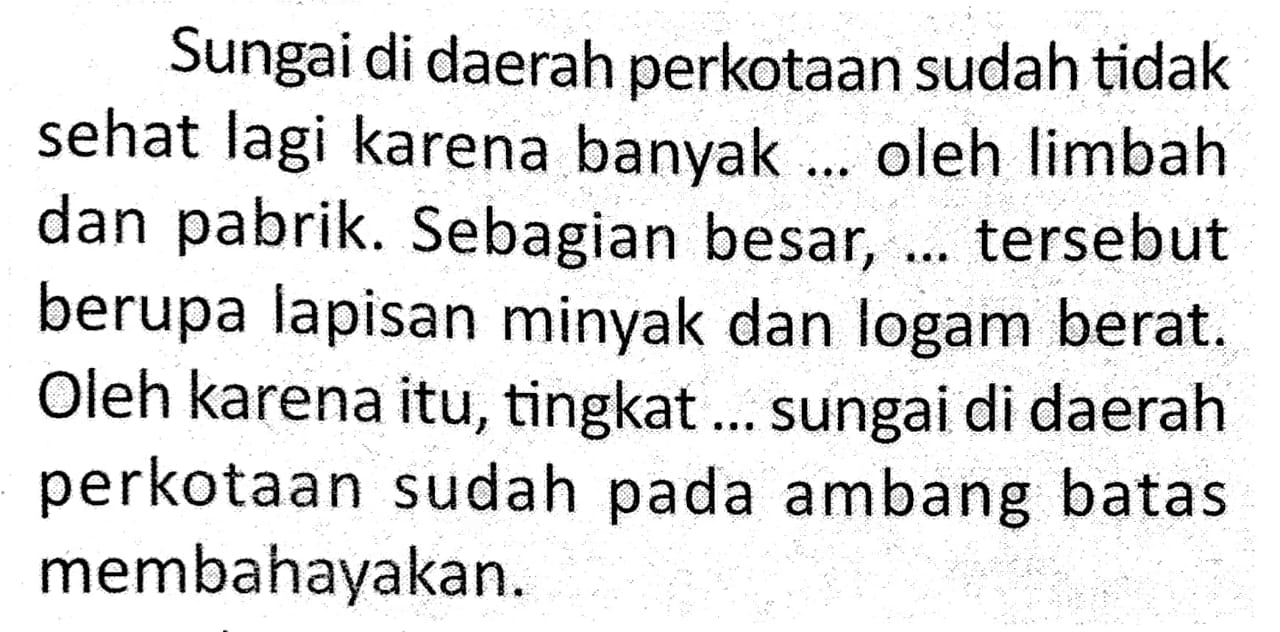 Sungai di daerah perkotaan sudah tidak
sehat lagi karena banyak ... oleh limbah
dan pabrik. Sebagian besar, ... tersebut
berupa lapisan minyak dan logam berat.
Oleh karena itu, tingkat ... sungai di daerah
perkotaan sudah pada ambang batas
membahayakan.